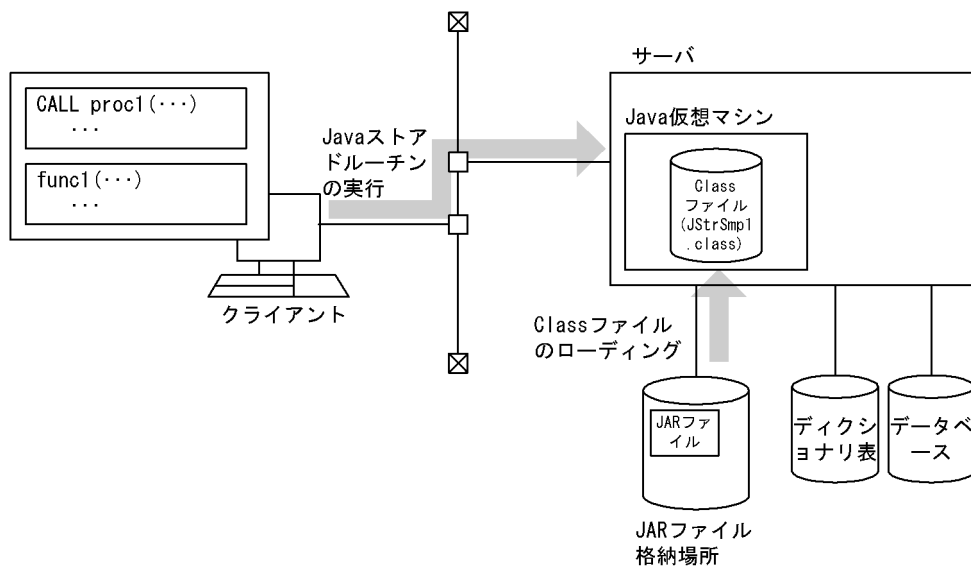 サーバ
CALL proc1(･･･)
･･･
func1(･･･)
･･･
Javaストア
ドルーチン
の実行
Java仮想マシン
Class
ファイル
(JStrSmp1
.class)
クライアント
Classファイル
のローディング
JARファ
イル
ディクショ
ョナリ表
データベ
ース
JARファイル
格納場所